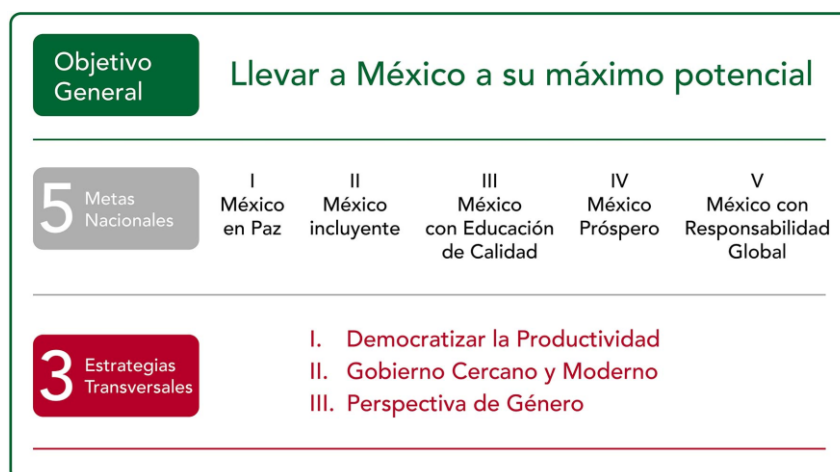 Objetivo
General
Llevar a México a su máximo potencial
5
Metas
Nacionales
I
México
en Paz
II
México
incluyente
III
México
con Educación
de Calidad
IV
México
Próspero
V
México con
Responsabilidad
Global
3
Estrategias
Transversales
I. Democratizar la Productividad
II. Gobierno Cercano y Moderno
III. Perspectiva de Género